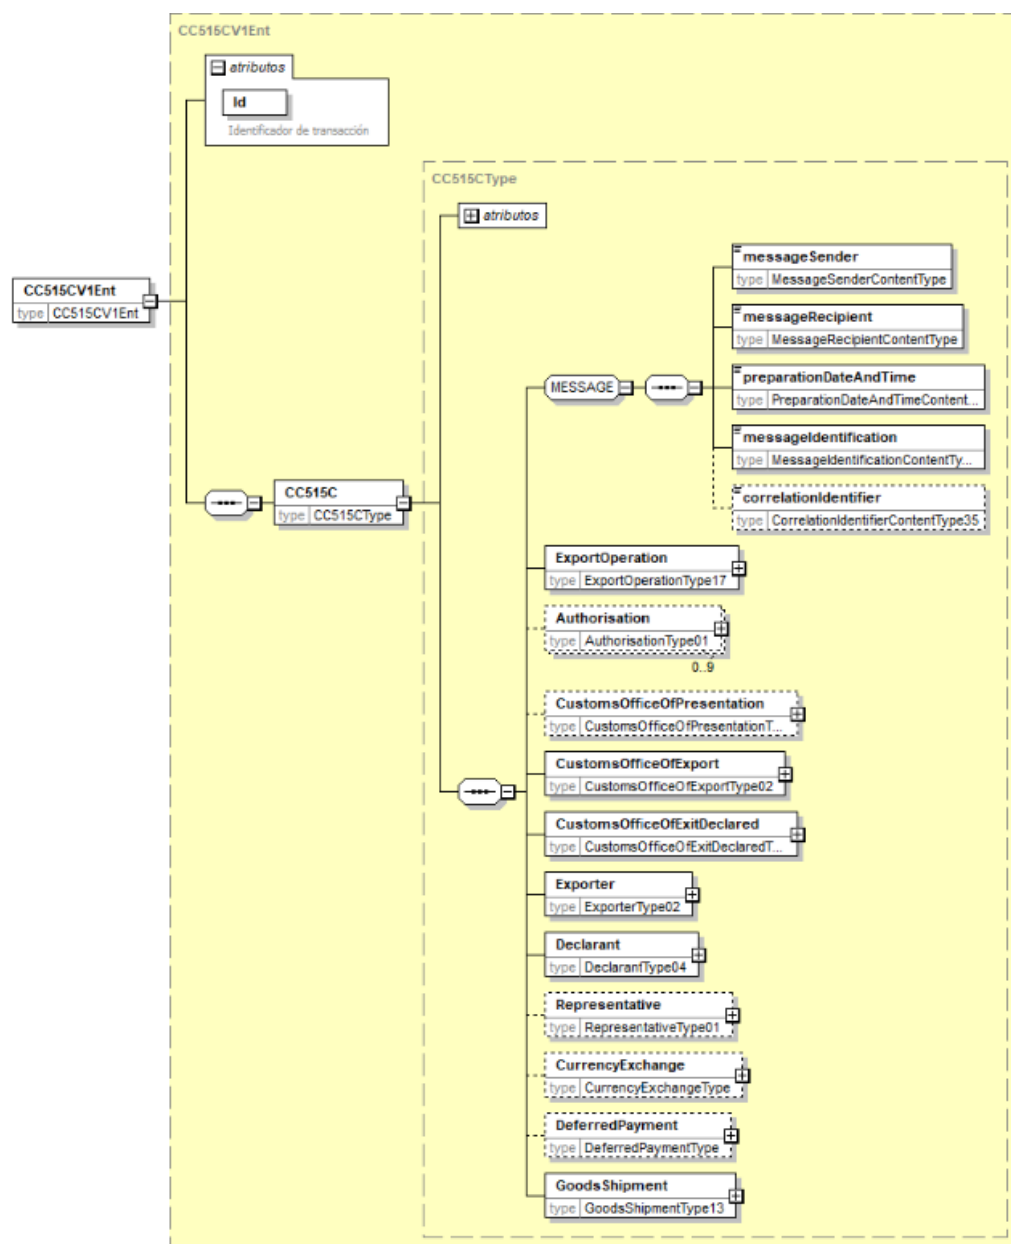 CC515CV1Ent
atributos
Id
Identificador de transacción
CC515CType
atributos
messageSender
type MessageSenderContentType
CC515CV1Ent
type CC515CV1Ent
messageRecipient
type MessageRecipientContentType
MESSAGE
preparationDateAndTime
type PreparationDateAndTimeContent...
messageIdentification
type MessageIdentificationContentTy...
CC515C
type CC515CType
correlationIdentifier
type CorrelationIdentifierContentType35
ExportOperation
type ExportOperationType17
Authorisation
type AuthorisationType01
0..9
CustomsOfficeOfPresentation
type CustomsOfficeOfPresentationT...
CustomsOfficeOfExport
type CustomsOfficeOfExportType02
CustomsOfficeOfExitDeclared
type CustomsOfficeOfExitDeclaredT...
Exporter
type ExporterType02
Declarant
type DeclarantType04
Representative
type RepresentativeType01
CurrencyExchange
type CurrencyExchangeType
DeferredPayment
type DeferredPaymentType
GoodsShipment
type GoodsShipmentType13